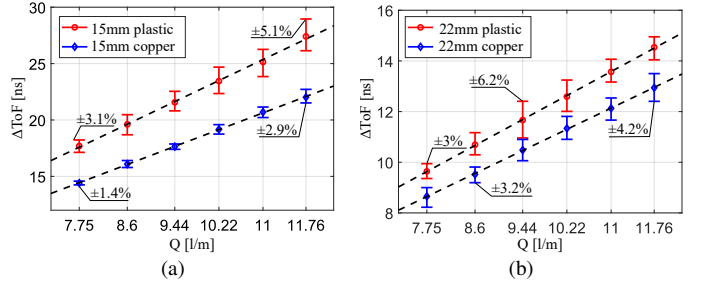 (a)
30
25
20
15
ΔToF [ns]
15mm plastic
15mm copper
±5.1%
±3.1%
±2.9%
±1.4%
7.75 8.6 9.44 10.22 11 11.76
Q [l/m]
(a)
(b)
16
14
12
10
8
ΔToF [ns]
22mm plastic
22mm copper
±6.2%
±3%
±4.2%
±3.2%
7.75 8.6 9.44 10.22 11 11.76
Q [l/m]
(b)